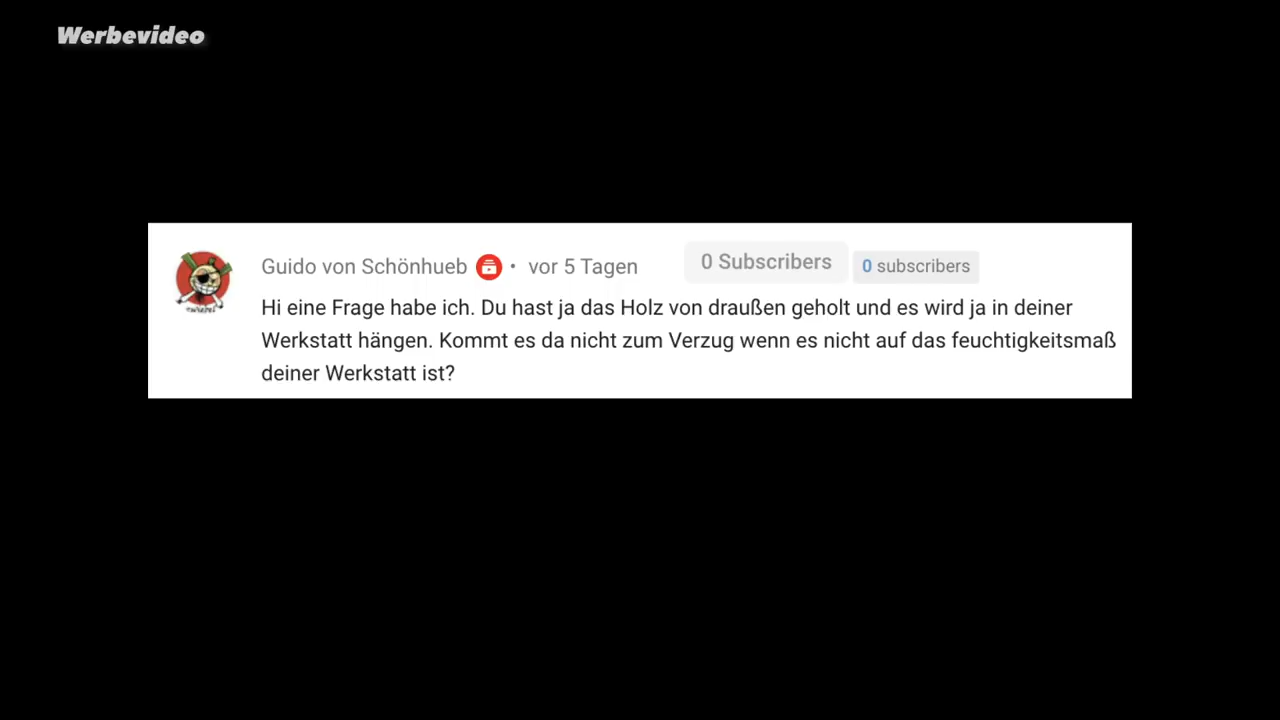 Werbevideo
Guido von Schönhueb • vor 5 Tagen 0 Subscribers 0 subscribers
Hi eine Frage habe ich. Du hast ja das Holz von draußen geholt und es wird ja in deiner
Werkstatt hängen. Kommt es da nicht zum Verzug wenn es nicht auf das feuchtigkeitsmaß
deiner Werkstatt ist?